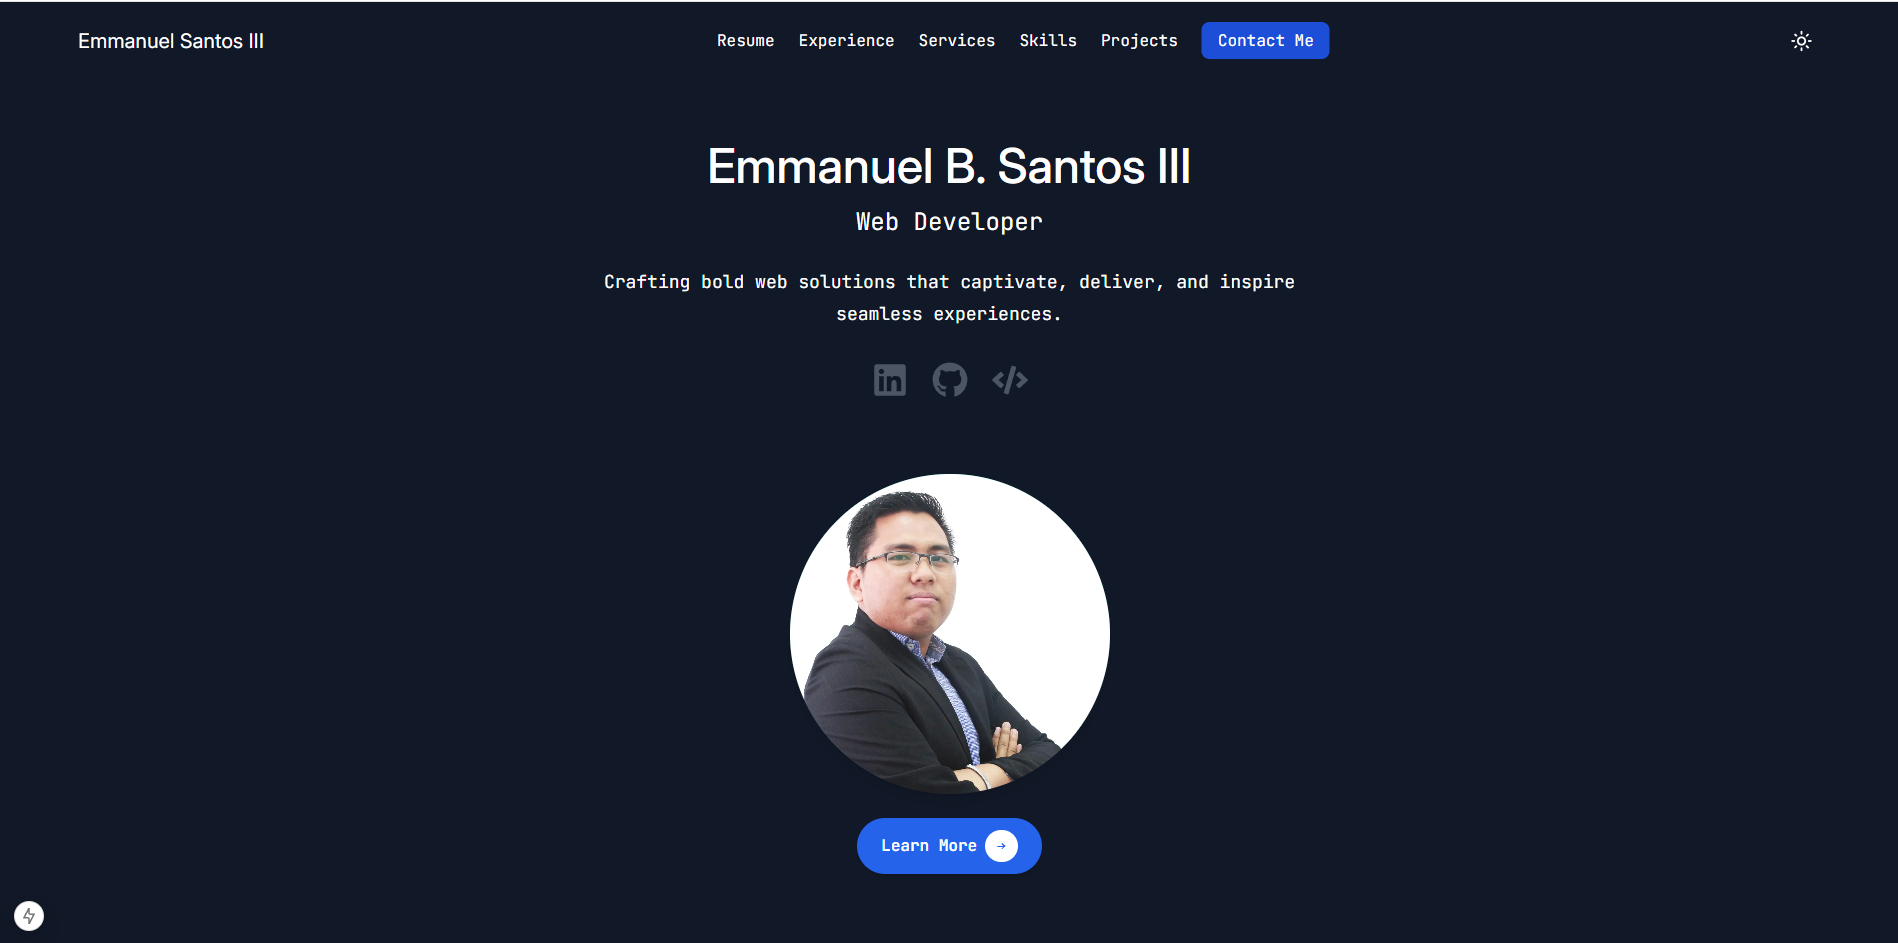 Emmanuel Santos III
Resume Experience Services Skills Projects Contact Me
Emmanuel B. Santos III
Web Developer
Crafting bold web solutions that captivate, deliver, and inspire
seamless experiences.
in
Learn More →